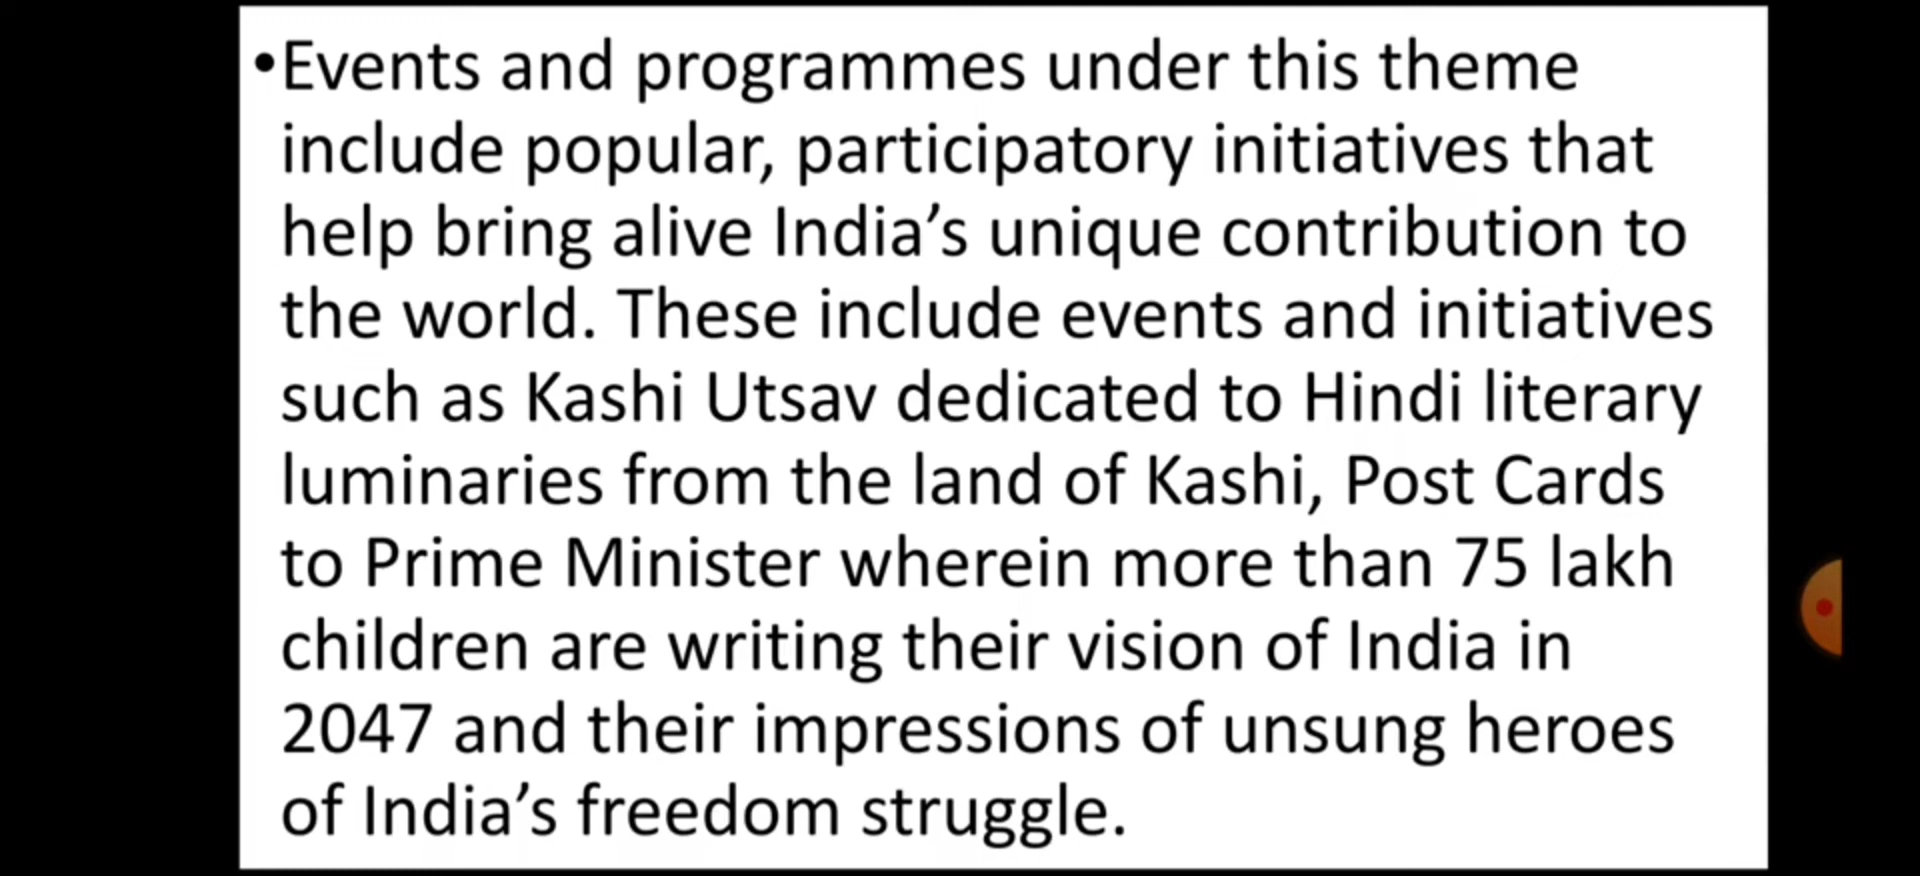 •Events and programmes under this theme
include popular, participatory initiatives that
help bring alive India’s unique contribution to
the world. These include events and initiatives
such as Kashi Utsav dedicated to Hindi literary
luminaries from the land of Kashi, Post Cards
to Prime Minister wherein more than 75 lakh
children are writing their vision of India in
2047 and their impressions of unsung heroes
of India’s freedom struggle.